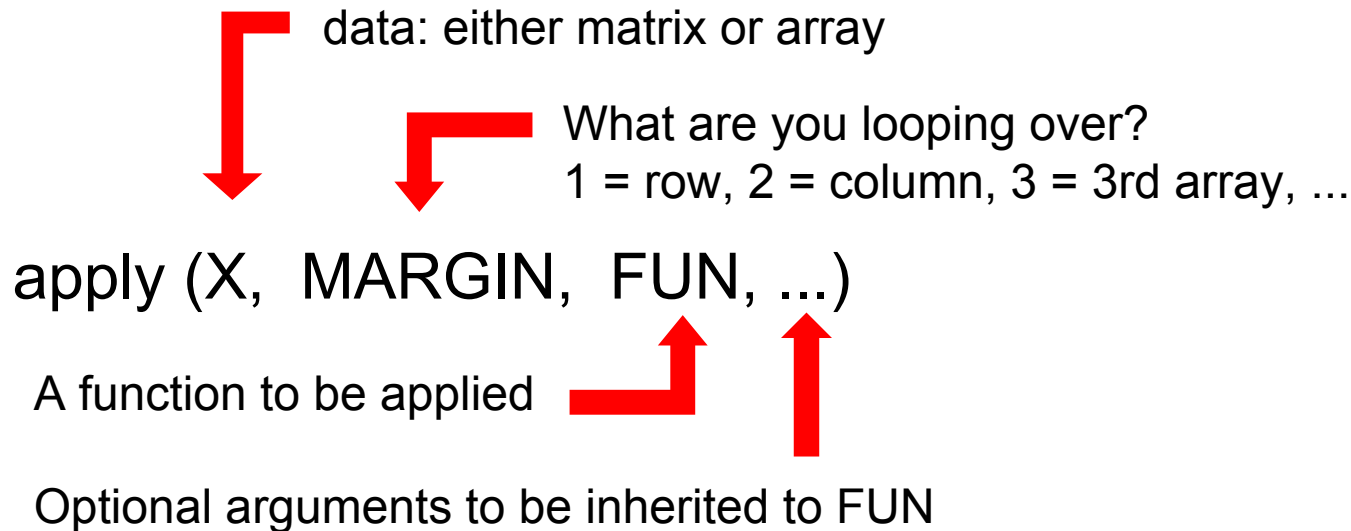 data: either matrix or array
What are you looping over?
1 = row, 2 = column, 3 = 3rd array, ...
apply (X, MARGIN, FUN, ...)
A function to be applied
Optional arguments to be inherited to FUN